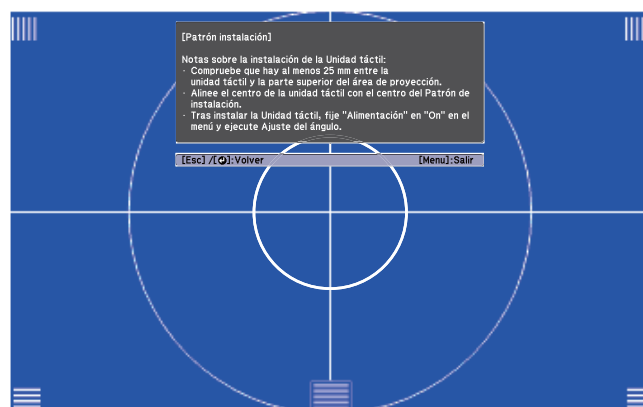 [Patrón instalación]
Notas sobre la instalación de la Unidad táctil:
· Compruebe que hay al menos 25 mm entre la
unidad táctil y la parte superior del área de proyección.
· Alinee el centro de la unidad táctil con el centro del Patrón de
instalación.
· Tras instalar la Unidad táctil, fije "Alimentación" en "On" en el
menú y ejecute Ajuste del ángulo.
[Esc] /[↵]:Volver [Menu]:Salir